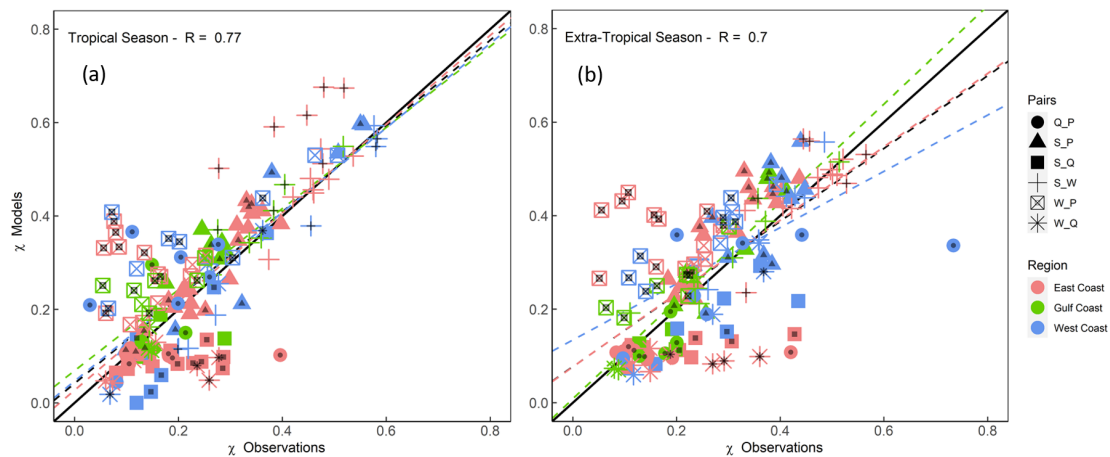 Tropical Season - R = 0.77
(a)
0.8
0.6
0.4
0.2
0.0
χ Models
0.0 0.2 0.4 0.6 0.8
χ Observations
Extra-Tropical Season - R = 0.7
(b)
0.8
0.6
0.4
0.2
0.0
χ Models
0.0 0.2 0.4 0.6 0.8
χ Observations
Pairs
Q_P
S_P
S_Q
S_W
W_P
W_Q
Region
East Coast
Gulf Coast
West Coast